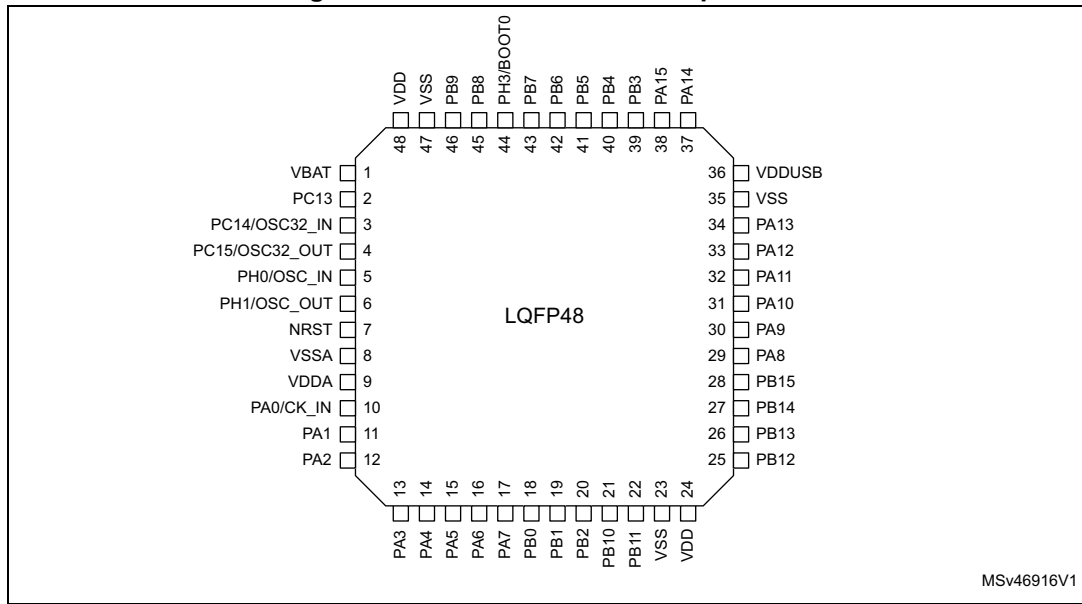 VDD
VSS
PB9
PB8
PH3/BOOT0
PB7
PB6
PB5
PB4
PB3
PA15
PA14
48
47
46
45
44
43
42
41
40
39
38
37
VBAT 1
PC13 2
PC14/OSC32_IN 3
PC15/OSC32_OUT 4
PH0/OSC_IN 5
PH1/OSC_OUT 6
NRST 7
VSSA 8
VDDA 9
PA0/CK_IN 10
PA1 11
PA2 12
LQFP48
36 VDDUSB
35 VSS
34 PA13
33 PA12
32 PA11
31 PA10
30 PA9
29 PA8
28 PB15
27 PB14
26 PB13
25 PB12
13
14
15
16
17
18
19
20
21
22
23
24
PA3
PA4
PA5
PA6
PA7
PB0
PB1
PB2
PB10
PB11
VSS
VDD
MSv46916V1